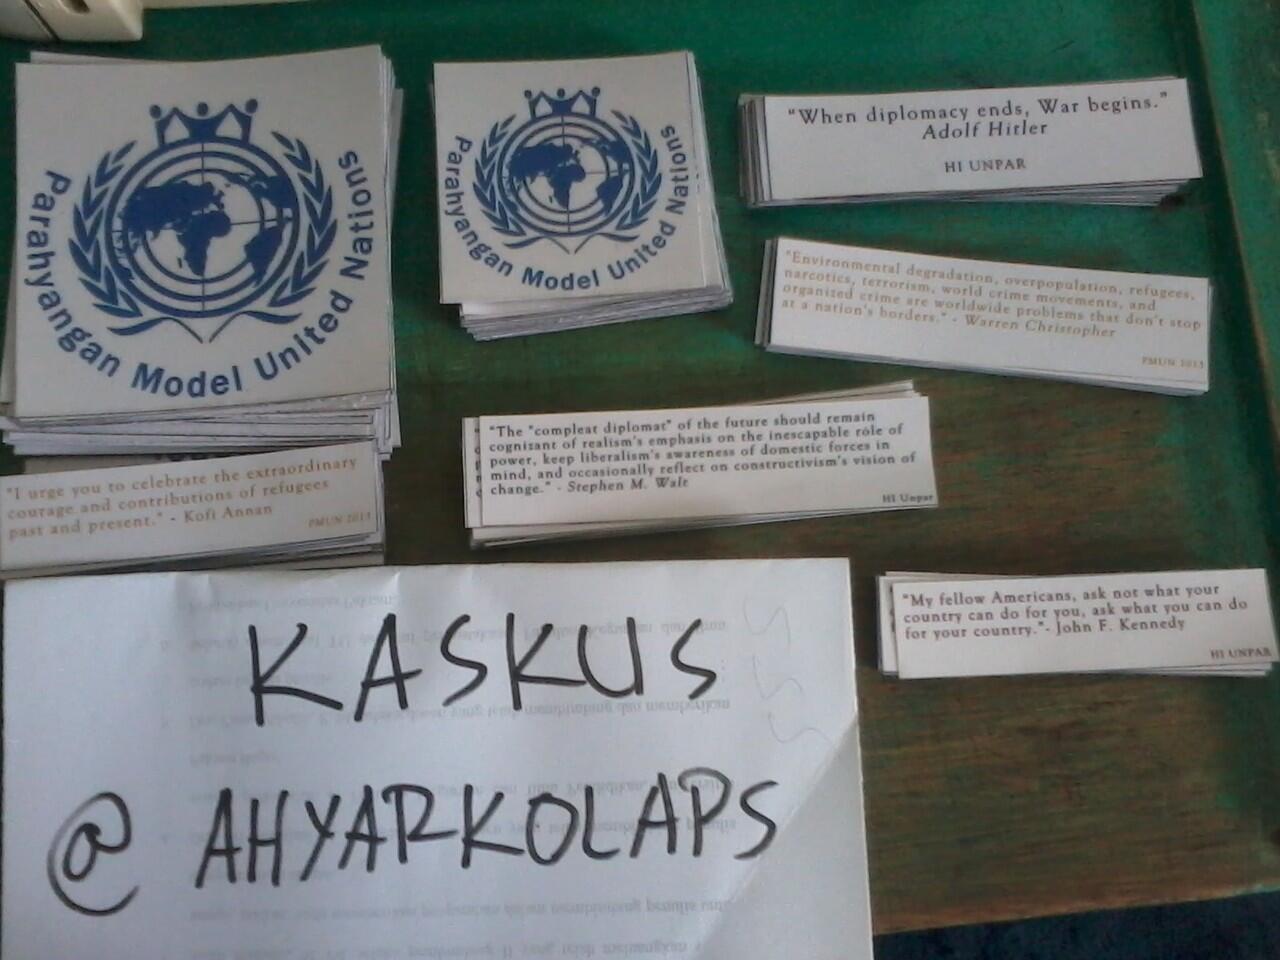 Parahyangan Model United Nations
Parahyangan Model United Nations
"When diplomacy ends, War begins."
Adolf Hitler
HI UNPAR
"Environmental degradation, overpopulation, refugees,
narcotics, terrorism, world crime movements, and
organized crime are worldwide problems that don't stop
at a nation's borders." - Warren Christopher
PMUN 2013
"The "compleat diplomat" of the future should remain
cognizant of realism's emphasis on the inescapable role of
power, keep liberalism's awareness of domestic forces in
mind, and occasionally reflect on constructivism's vision of
change." - Stephen M. Walt
HI Unpar
"I urge you to celebrate the extraordinary
courage and contributions of refugees
past and present." - Kofi Annan
PMUN 2013
"My fellow Americans, ask not what your
country can do for you, ask what you can do
for your country."- John F. Kennedy
HI UNPAR
KASKUS
@ AHYARKOLAPS